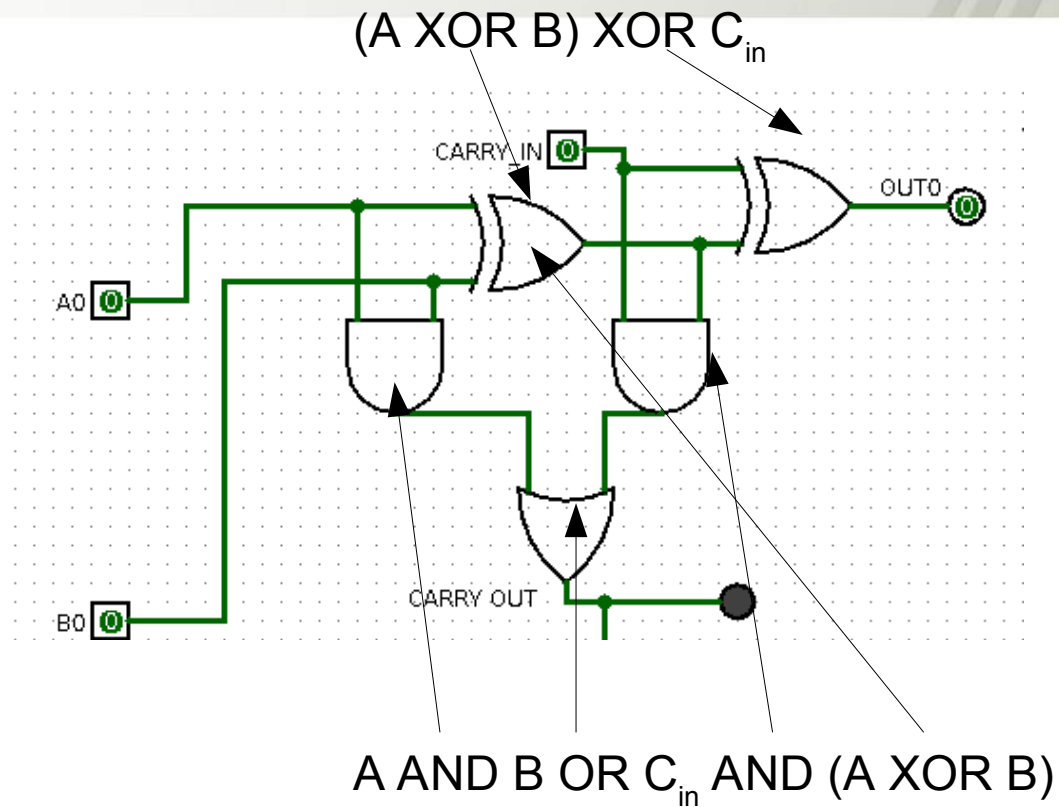 (A XOR B) XOR Cin
CARRY_IN 0
OUT0 0
A0 0
B0 0
CARRY OUT
A AND B OR Cin AND (A XOR B)